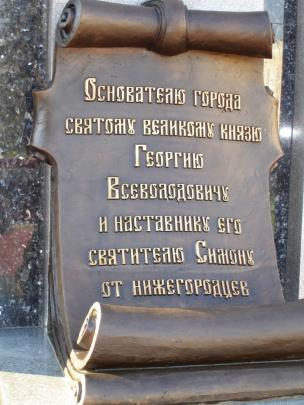 Основателю города
святому великому князю
Георгию
Всеволодовичу
и наставнику его
святителю Симону
от нижегородцев